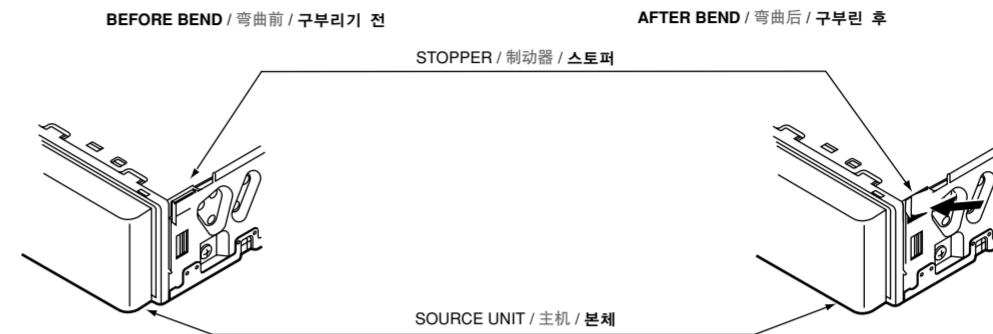 BEFORE BEND / 弯曲前 / 구부리기 전
AFTER BEND / 弯曲后 / 구부린 후
STOPPER / 制动器 / 스토퍼
SOURCE UNIT / 主机 / 본체